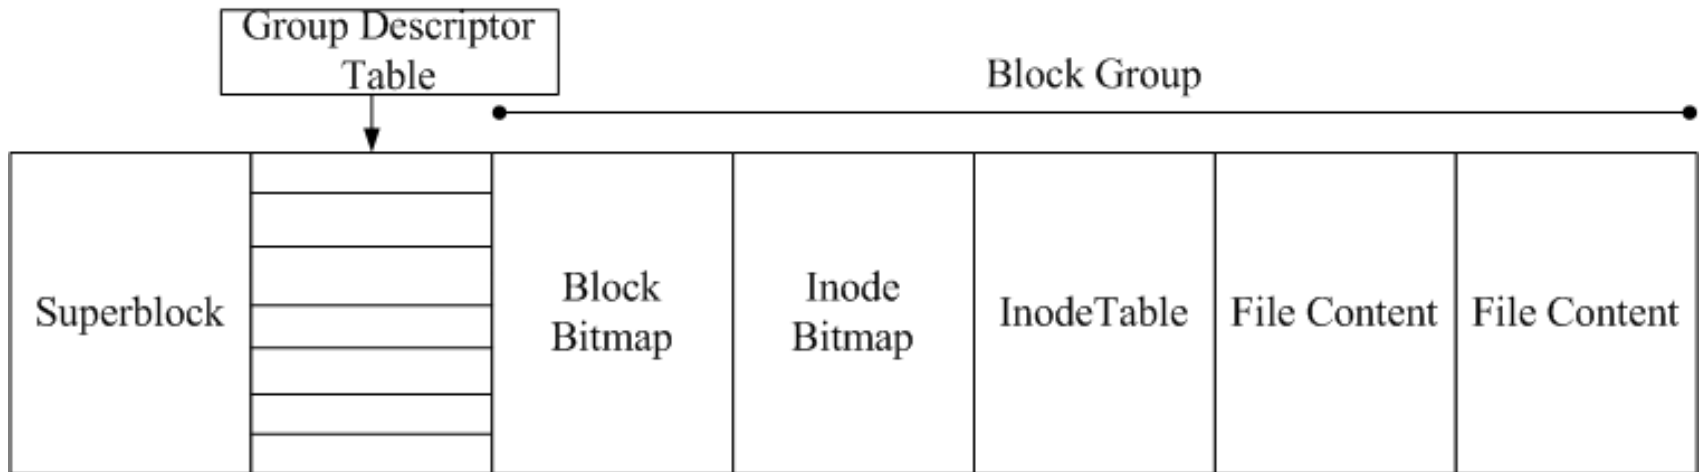 Group Descriptor
Table
Block Group
Superblock
Block
Bitmap
Inode
Bitmap
InodeTable
File Content
File Content